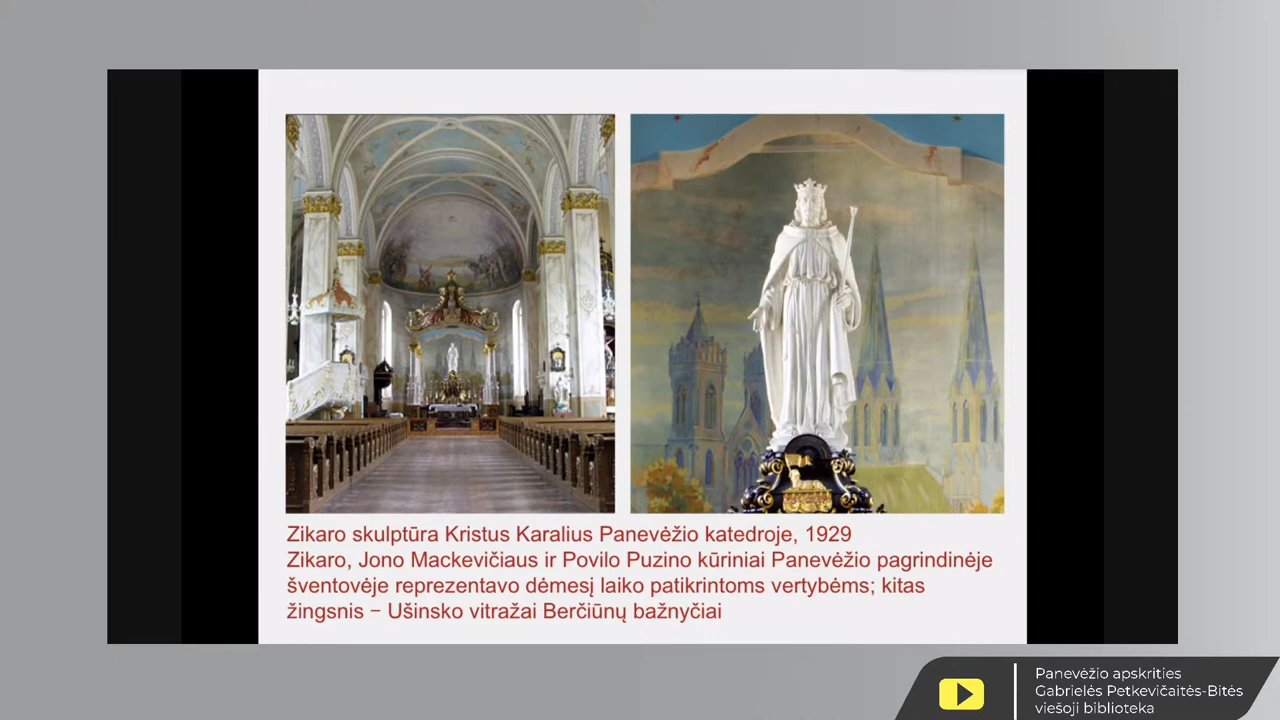 Zikaro skulptūra Kristus Karalius Panevėžio katedroje, 1929
Zikaro, Jono Mackevičiaus ir Povilo Puzino kūriniai Panevėžio pagrindinėje
šventovėje reprezentavo dėmesį laiko patikrintoms vertybėms; kitas
žingsnis – Ušinsko vitražai Berčiūnų bažnyčiai
Panevėžio apskrities
Gabrielės Petkevičaitės-Bitės
viešoji biblioteka